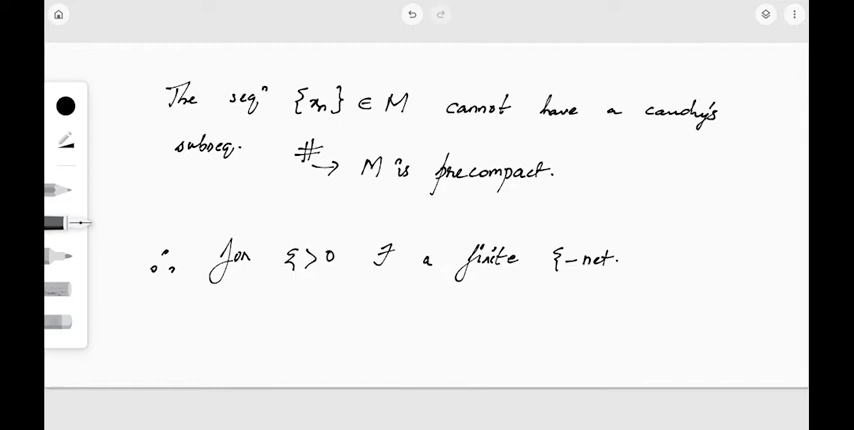 The seqⁿ {xn} ∈ M cannot have a cauchy's
subseq. # → M is precompact.
∴ for ξ>0 ∃ a finite ξ-net.